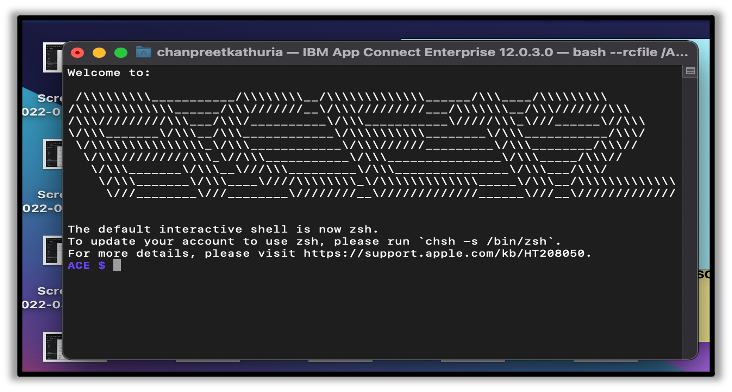 chanpreetkathuria — IBM App Connect Enterprise 12.0.3.0 — bash --rcfile /A...
Welcome to:
The default interactive shell is now zsh.
To update your account to use zsh, please run `chsh -s /bin/zsh`.
For more details, please visit https://support.apple.com/kb/HT208050.
ACE $
Scre
022-0
Scre
022-0
Scre
022-0